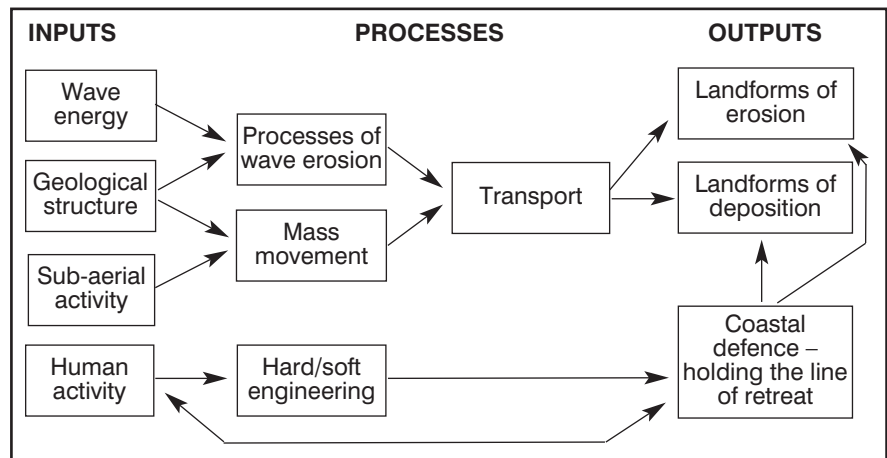 INPUTS
PROCESSES
OUTPUTS
Wave
energy
Geological
structure
Sub-aerial
activity
Human
activity
Processes of
wave erosion
Mass
movement
Hard/soft
engineering
Transport
Landforms of
erosion
Landforms of
deposition
Coastal
defence –
holding the line
of retreat